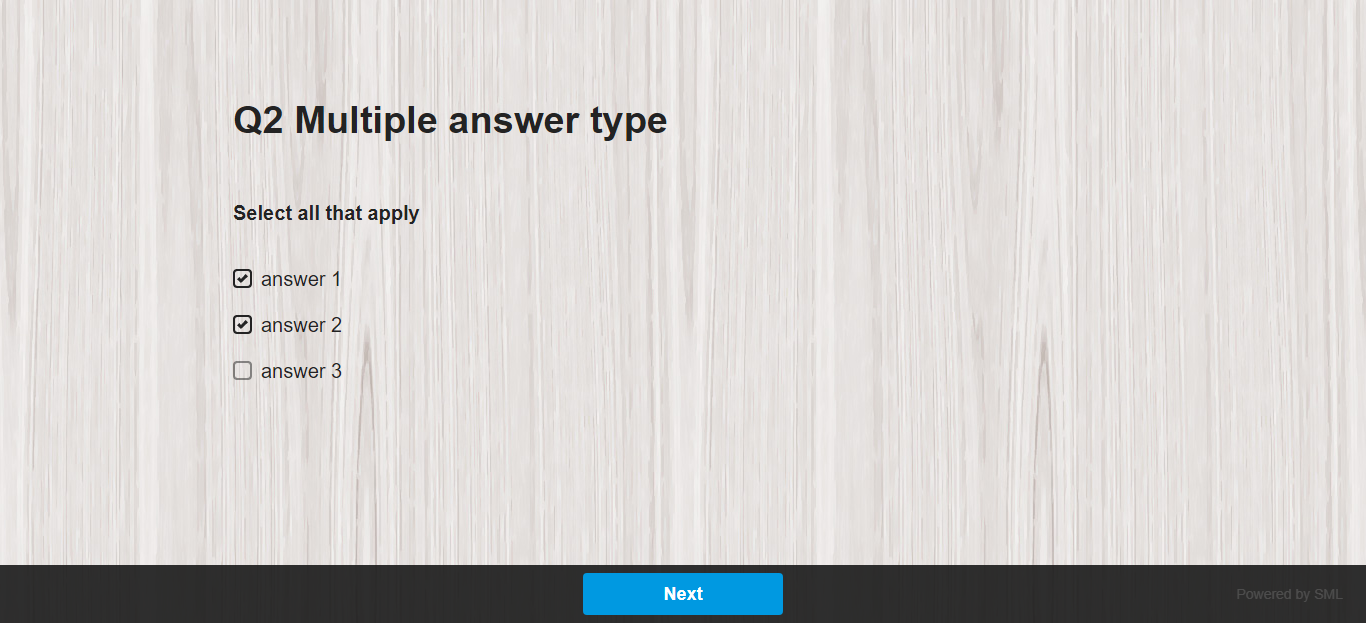 Q2 Multiple answer type
Select all that apply
answer 1
answer 2
answer 3
Next
Powered by SML